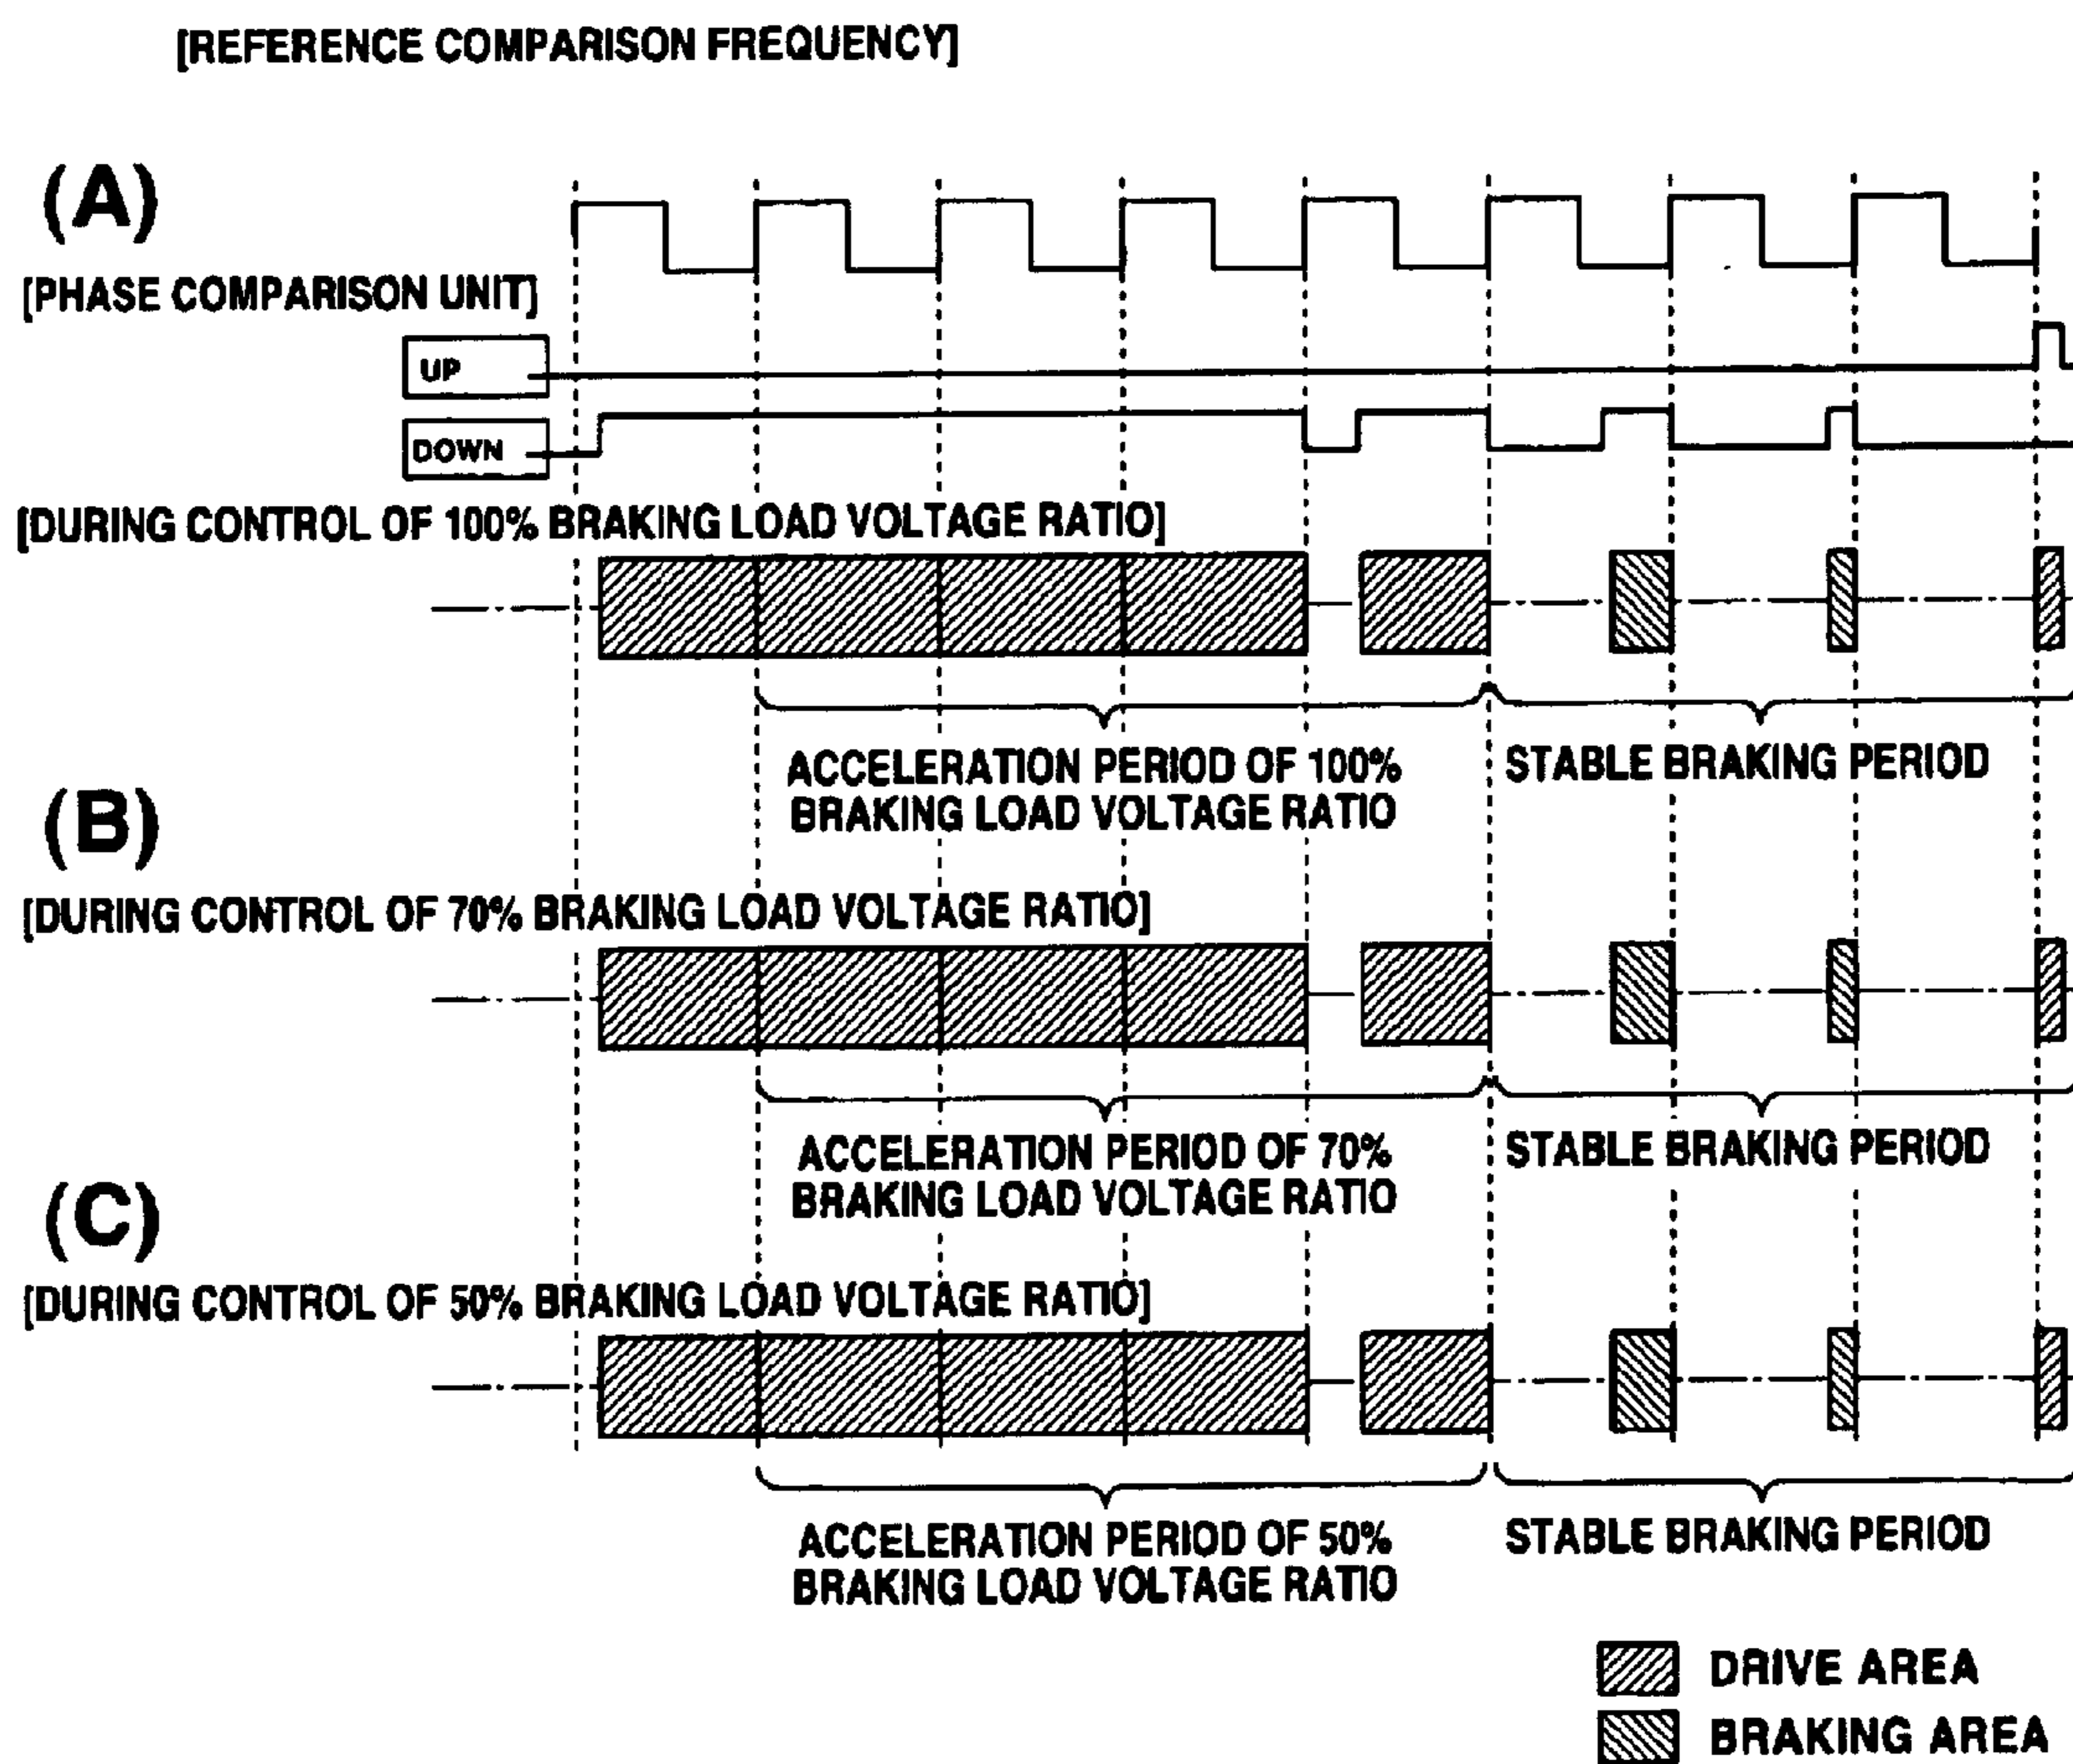 [REFERENCE COMPARISON FREQUENCY]
(A)
[PHASE COMPARISON UNIT]
UP
DOWN
[DURING CONTROL OF 100% BRAKING LOAD VOLTAGE RATIO]
ACCELERATION PERIOD OF 100%
BRAKING LOAD VOLTAGE RATIO
STABLE BRAKING PERIOD
(B)
[DURING CONTROL OF 70% BRAKING LOAD VOLTAGE RATIO]
ACCELERATION PERIOD OF 70%
BRAKING LOAD VOLTAGE RATIO
STABLE BRAKING PERIOD
(C)
[DURING CONTROL OF 50% BRAKING LOAD VOLTAGE RATIO]
ACCELERATION PERIOD OF 50%
BRAKING LOAD VOLTAGE RATIO
STABLE BRAKING PERIOD
DRIVE AREA
BRAKING AREA